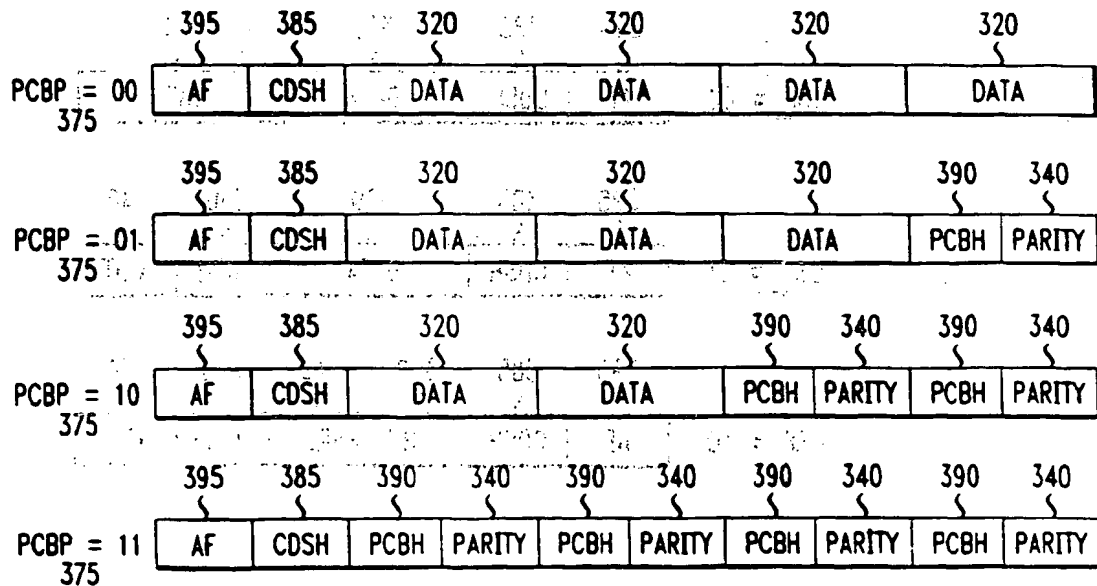 395 385 320 320 320 320
PCBP = 00 AF CDSH DATA DATA DATA DATA
375
395 385 320 320 320 390 340
PCBP = 01 AF CDSH DATA DATA DATA PCBH PARITY
375
395 385 320 320 390 340 390 340
PCBP = 10 AF CDSH DATA DATA PCBH PARITY PCBH PARITY
375
395 385 390 340 390 340 390 340 390 340
PCBP = 11 AF CDSH PCBH PARITY PCBH PARITY PCBH PARITY PCBH PARITY
375